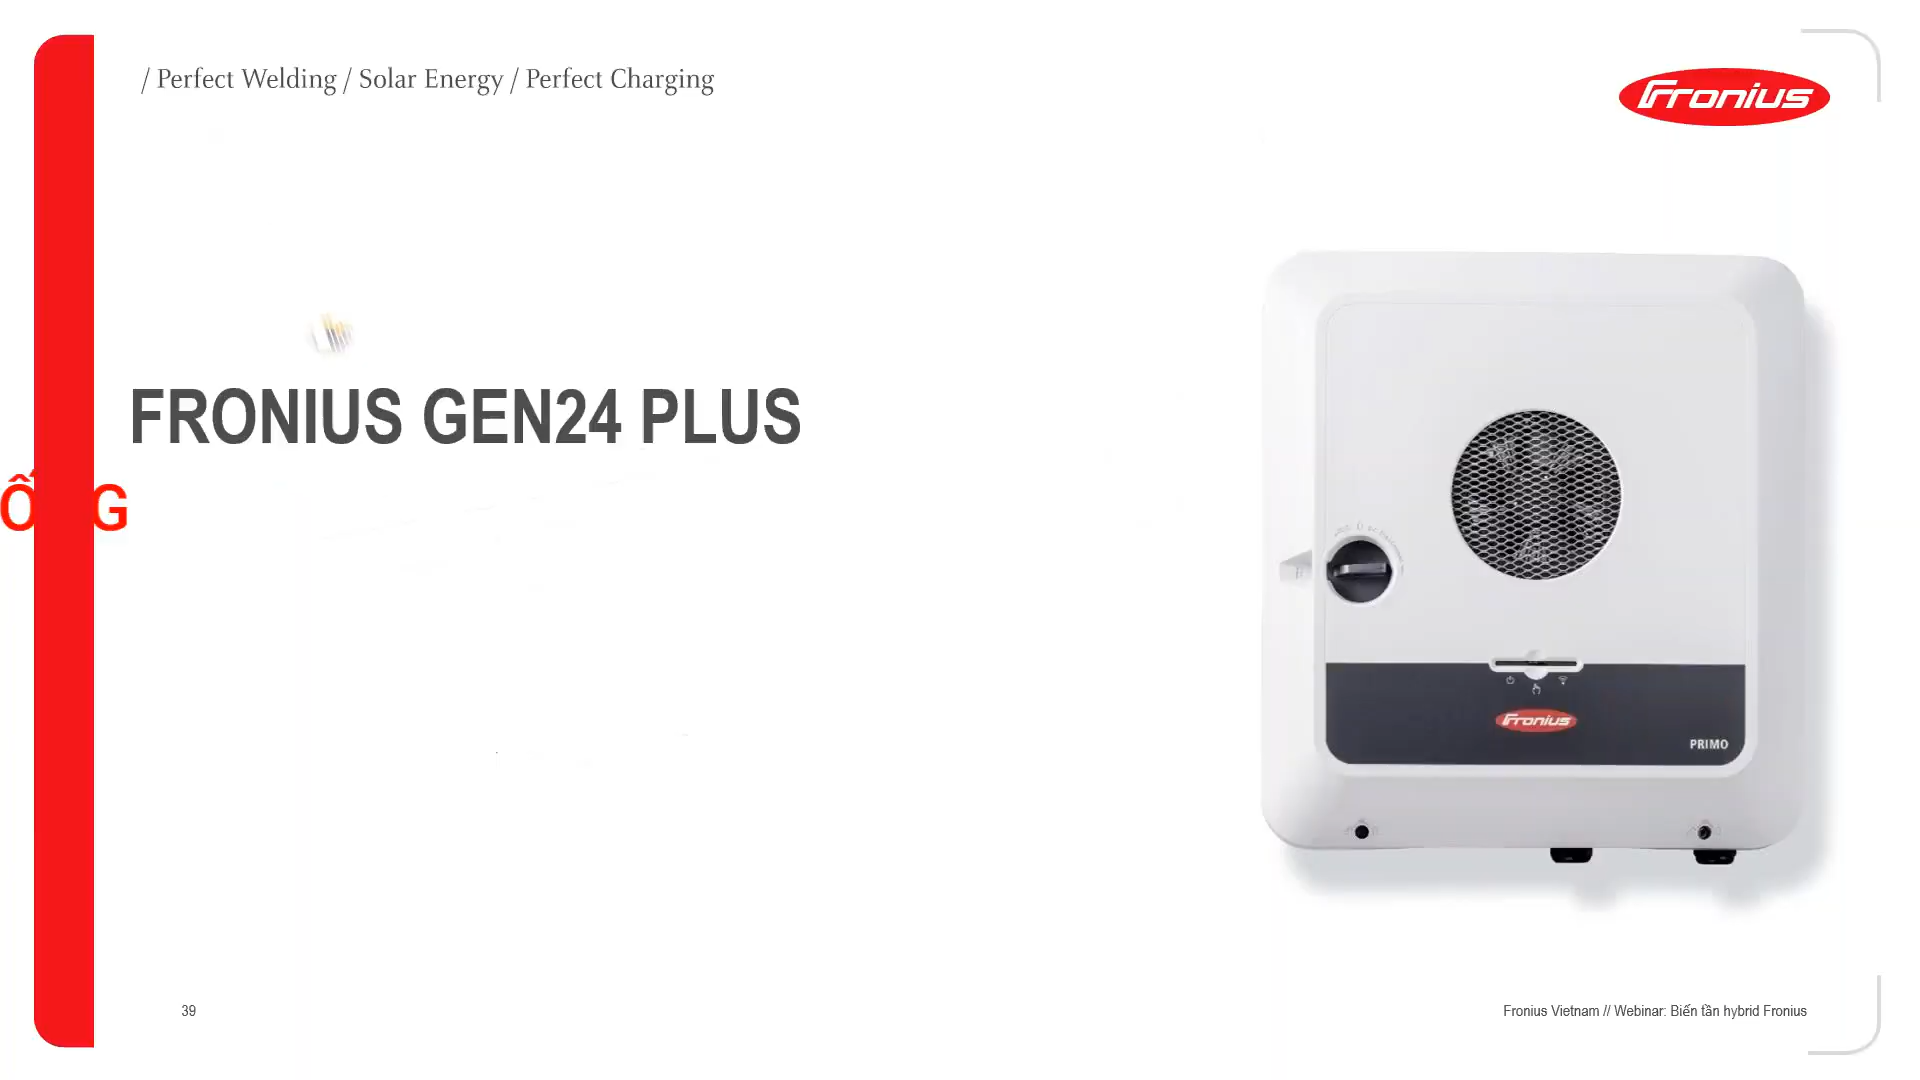 / Perfect Welding / Solar Energy / Perfect Charging
Fronius
FRONIUS GEN24 PLUS
Fronius
PRIMO
39
Fronius Vietnam // Webinar: Biến tần hybrid Fronius